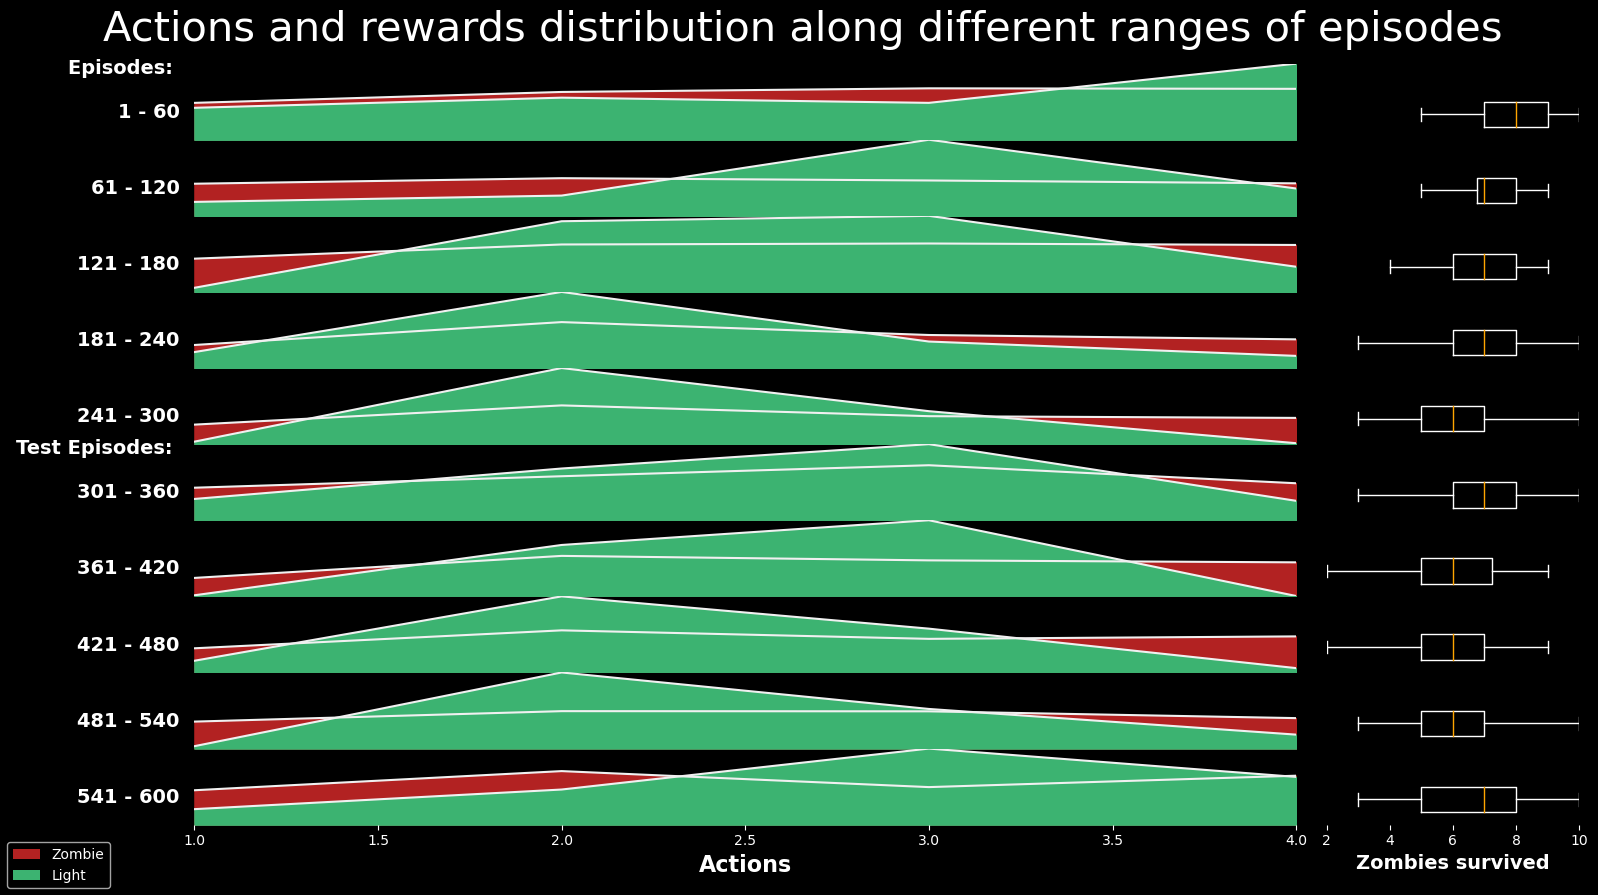 Actions and rewards distribution along different ranges of episodes
Episodes:
1 - 60
61 - 120
121 - 180
181 - 240
241 - 300
Test Episodes:
301 - 360
361 - 420
421 - 480
481 - 540
541 - 600
1.0 1.5 2.0 2.5 3.0 3.5 4.0 2 4 6 8 10
Actions Zombies survived
Zombie
Light